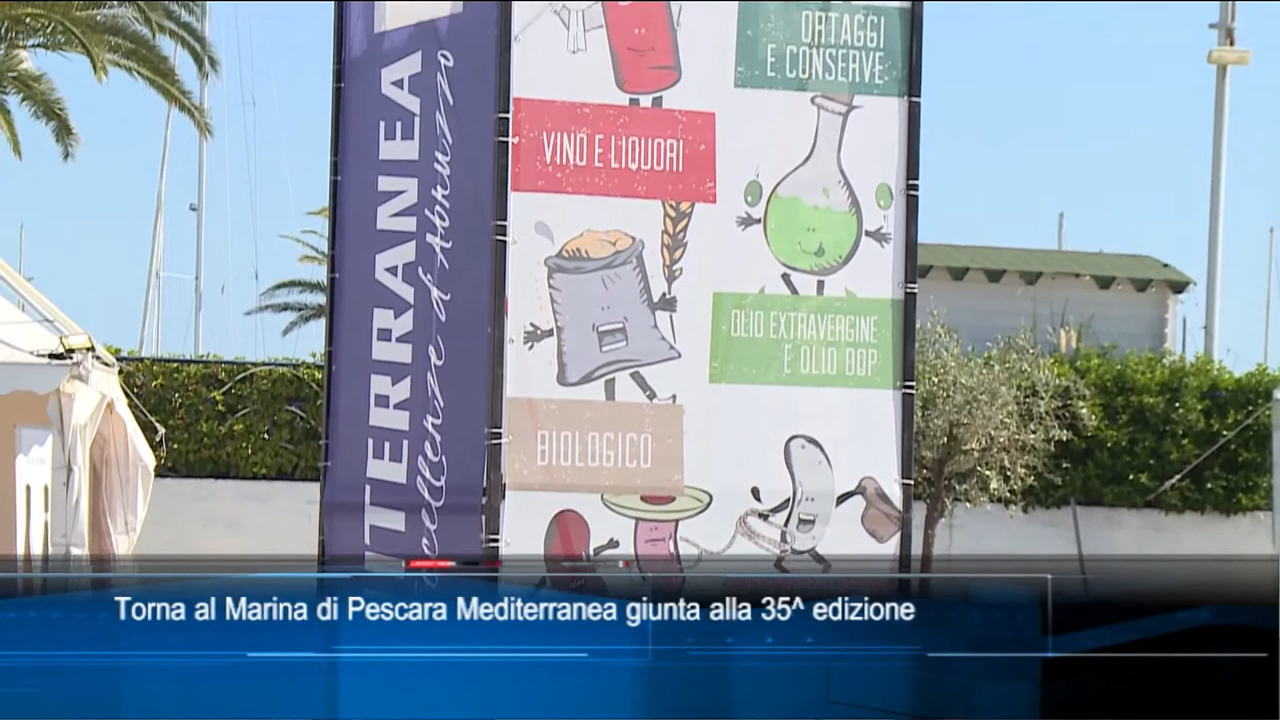 TERRANEA
ccellenze d'Abruzzo
ORTAGGI
E CONSERVE
VINO E LIQUORI
OLIO EXTRAVERGINE
E OLIO DOP
BIOLOGICO
Torna al Marina di Pescara Mediterranea giunta alla 35^ edizione